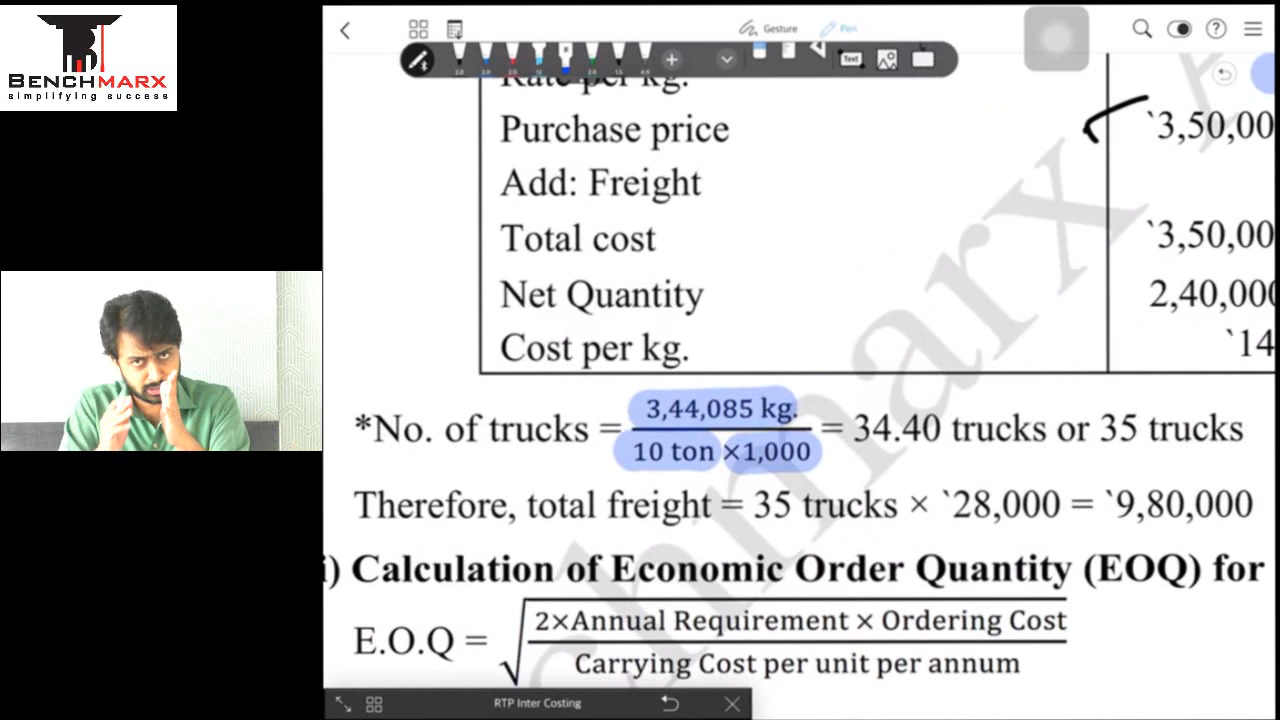 BENCHMARX
simplifying success
Gesture
Pen
Text
Rate per kg.
Purchase price `3,50,00
Add: Freight
Total cost `3,50,00
Net Quantity 2,40,000
Cost per kg. `14
*No. of trucks = 3,44,085 kg. / 10 ton ×1,000 = 34.40 trucks or 35 trucks
Therefore, total freight = 35 trucks × `28,000 = `9,80,000
i) Calculation of Economic Order Quantity (EOQ) for
E.O.Q = √ 2×Annual Requirement × Ordering Cost / Carrying Cost per unit per annum
RTP Inter Costing